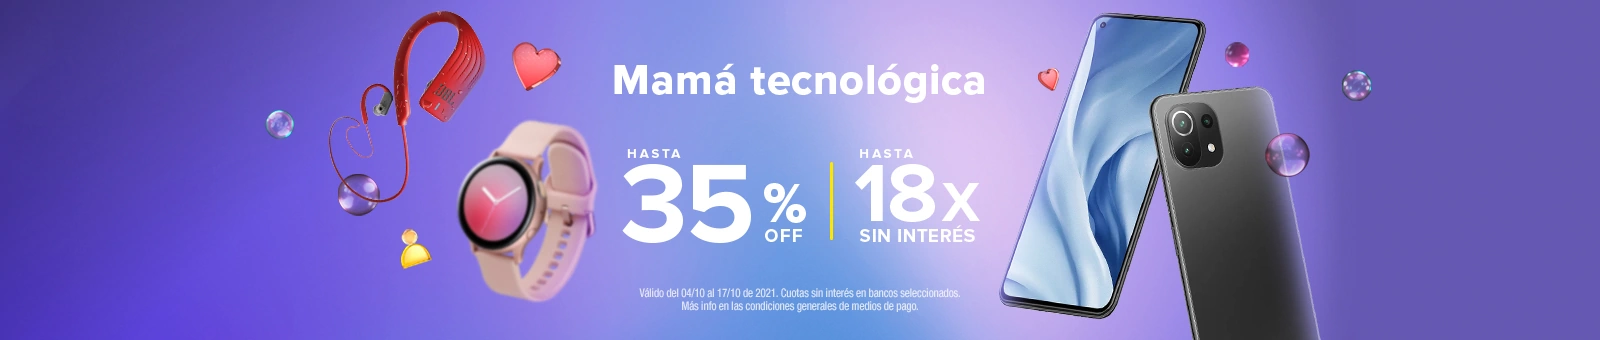 JBL
Mamá tecnológica
HASTA
35%
OFF
HASTA
18x
SIN INTERÉS
Válido del 04/10 al 17/10 de 2021. Cuotas sin interés en bancos seleccionados.
Más info en las condiciones generales de medios de pago.